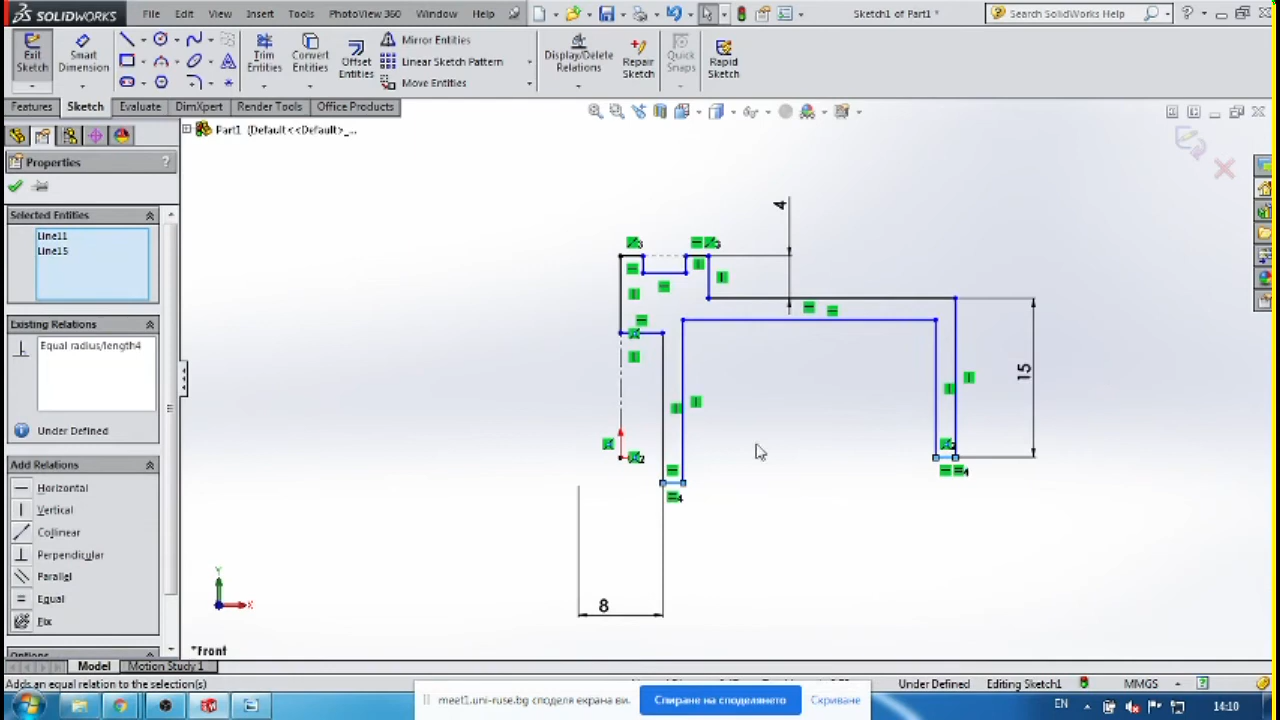 SOLIDWORKS File Edit View Insert Tools PhotoView 360 Window Help Sketch1 of Part1 * Search SolidWorks Help
Exit Sketch
Smart Dimension
Trim Entities
Convert Entities
Offset Entities
Mirror Entities
Linear Sketch Pattern
Move Entities
Display/Delete Relations
Repair Sketch
Quick Snaps
Rapid Sketch
Features Sketch Evaluate DimXpert Render Tools Office Products
Part1 (Default<<Default>_...
Properties ?
Selected Entities
Line11
Line15
Existing Relations
Equal radius/length4
Under Defined
Add Relations
Horizontal
Vertical
Collinear
Perpendicular
Parallel
Equal
Fix
Options
4
15
8
Y
X
*Front
Model Motion Study 1
Adds an equal relation to the selection(s)
Under Defined Editing Sketch1 MMGS
meet1.uni-ruse.bg споделя екрана ви. Спиране на споделянето Скриване
EN 14:10